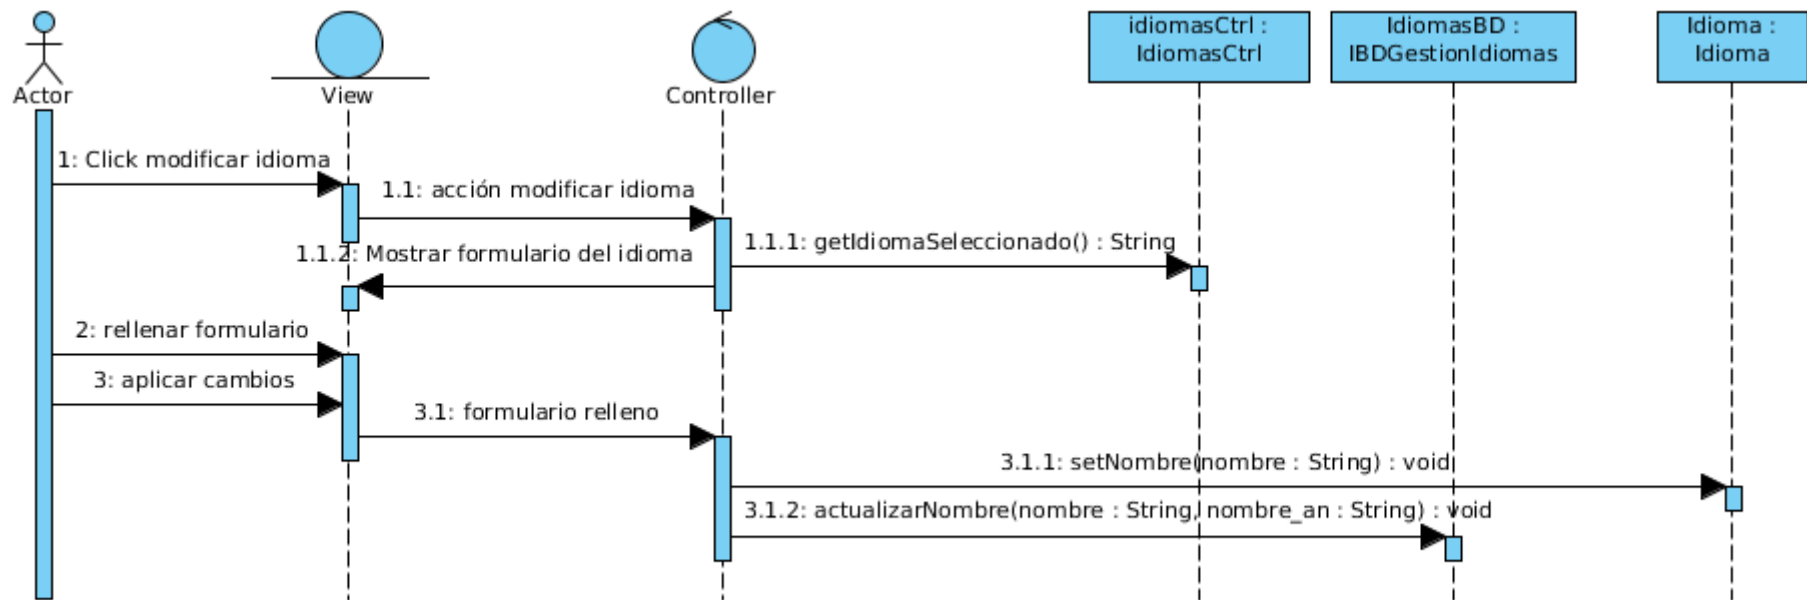 idiomasCtrl :
IdiomasCtrl
IdiomasBD :
IBDGestionIdiomas
Idioma :
Idioma
Actor
View
Controller
1: Click modificar idioma
1.1: acción modificar idioma
1.1.1: getIdiomaSeleccionado() : String
1.1.2: Mostrar formulario del idioma
2: rellenar formulario
3: aplicar cambios
3.1: formulario relleno
3.1.1: setNombre(nombre : String) : void
3.1.2: actualizarNombre(nombre : String, nombre_an : String) : void